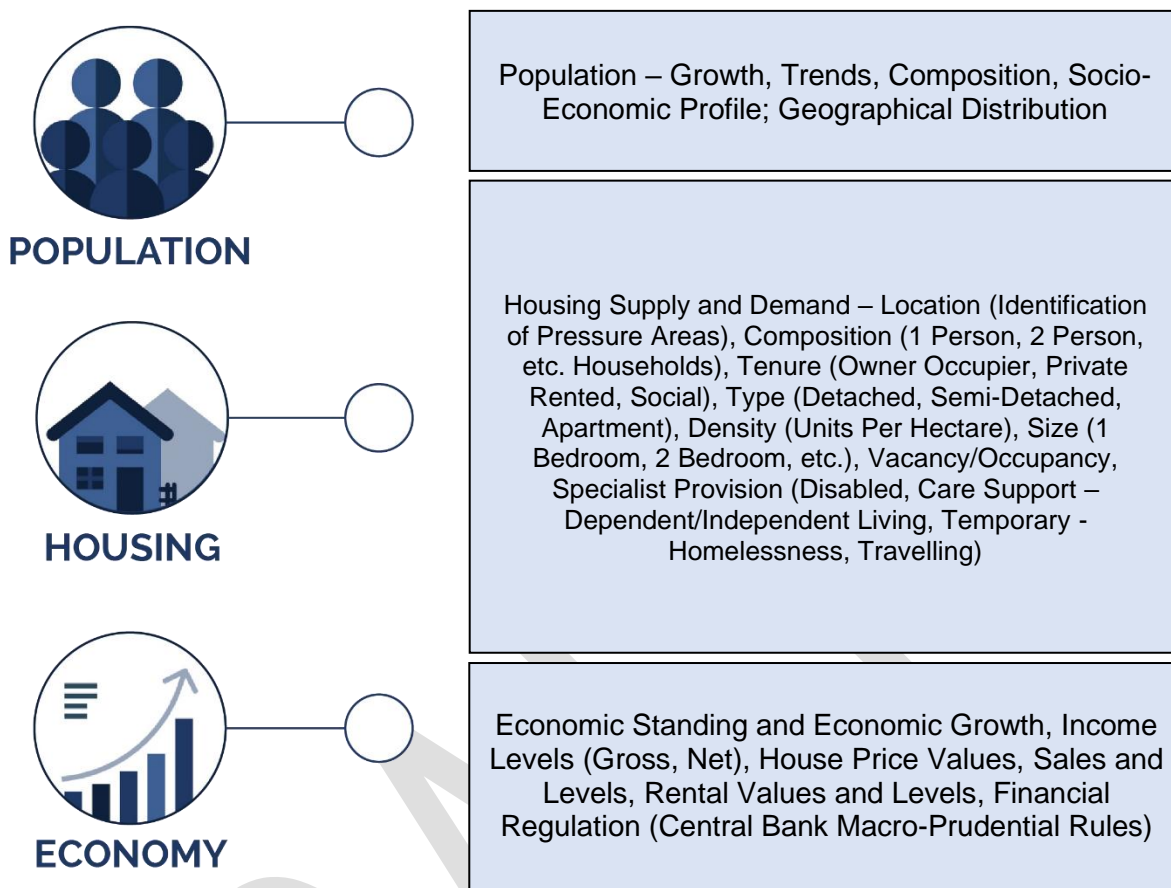 POPULATION
Population – Growth, Trends, Composition, Socio-
Economic Profile; Geographical Distribution
HOUSING
Housing Supply and Demand – Location (Identification
of Pressure Areas), Composition (1 Person, 2 Person,
etc. Households), Tenure (Owner Occupier, Private
Rented, Social), Type (Detached, Semi-Detached,
Apartment), Density (Units Per Hectare), Size (1
Bedroom, 2 Bedroom, etc.), Vacancy/Occupancy,
Specialist Provision (Disabled, Care Support –
Dependent/Independent Living, Temporary -
Homelessness, Travelling)
ECONOMY
Economic Standing and Economic Growth, Income
Levels (Gross, Net), House Price Values, Sales and
Levels, Rental Values and Levels, Financial
Regulation (Central Bank Macro-Prudential Rules)